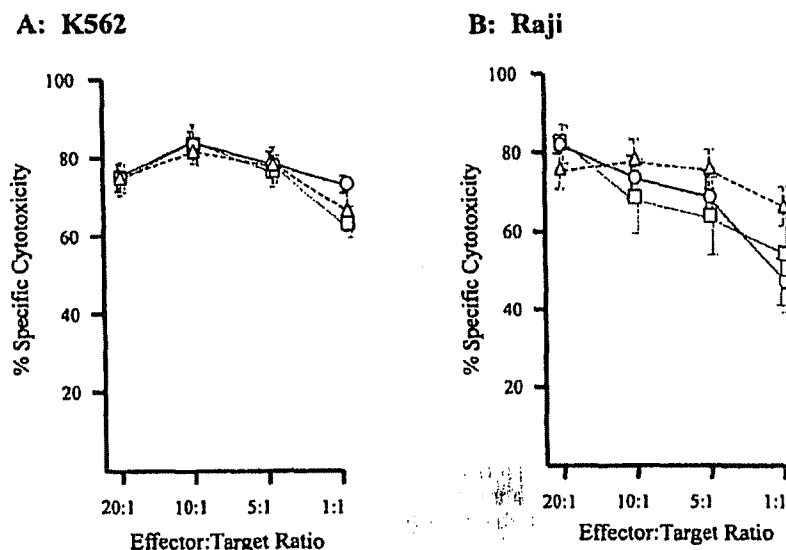 A: K562
100
80
60
40
20
% Specific Cytotoxicity
20:1 10:1 5:1 1:1
Effector:Target Ratio
B: Raji
100
80
60
40
20
% Specific Cytotoxicity
20:1 10:1 5:1 1:1
Effector:Target Ratio